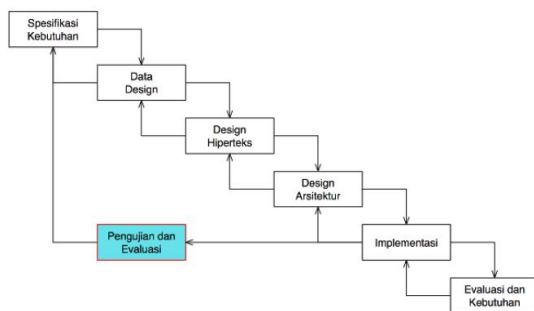 Spesifikasi
Kebutuhan
Data
Design
Design
Hiperteks
Design
Arsitektur
Pengujian dan
Evaluasi
Implementasi
Evaluasi dan
Kebutuhan